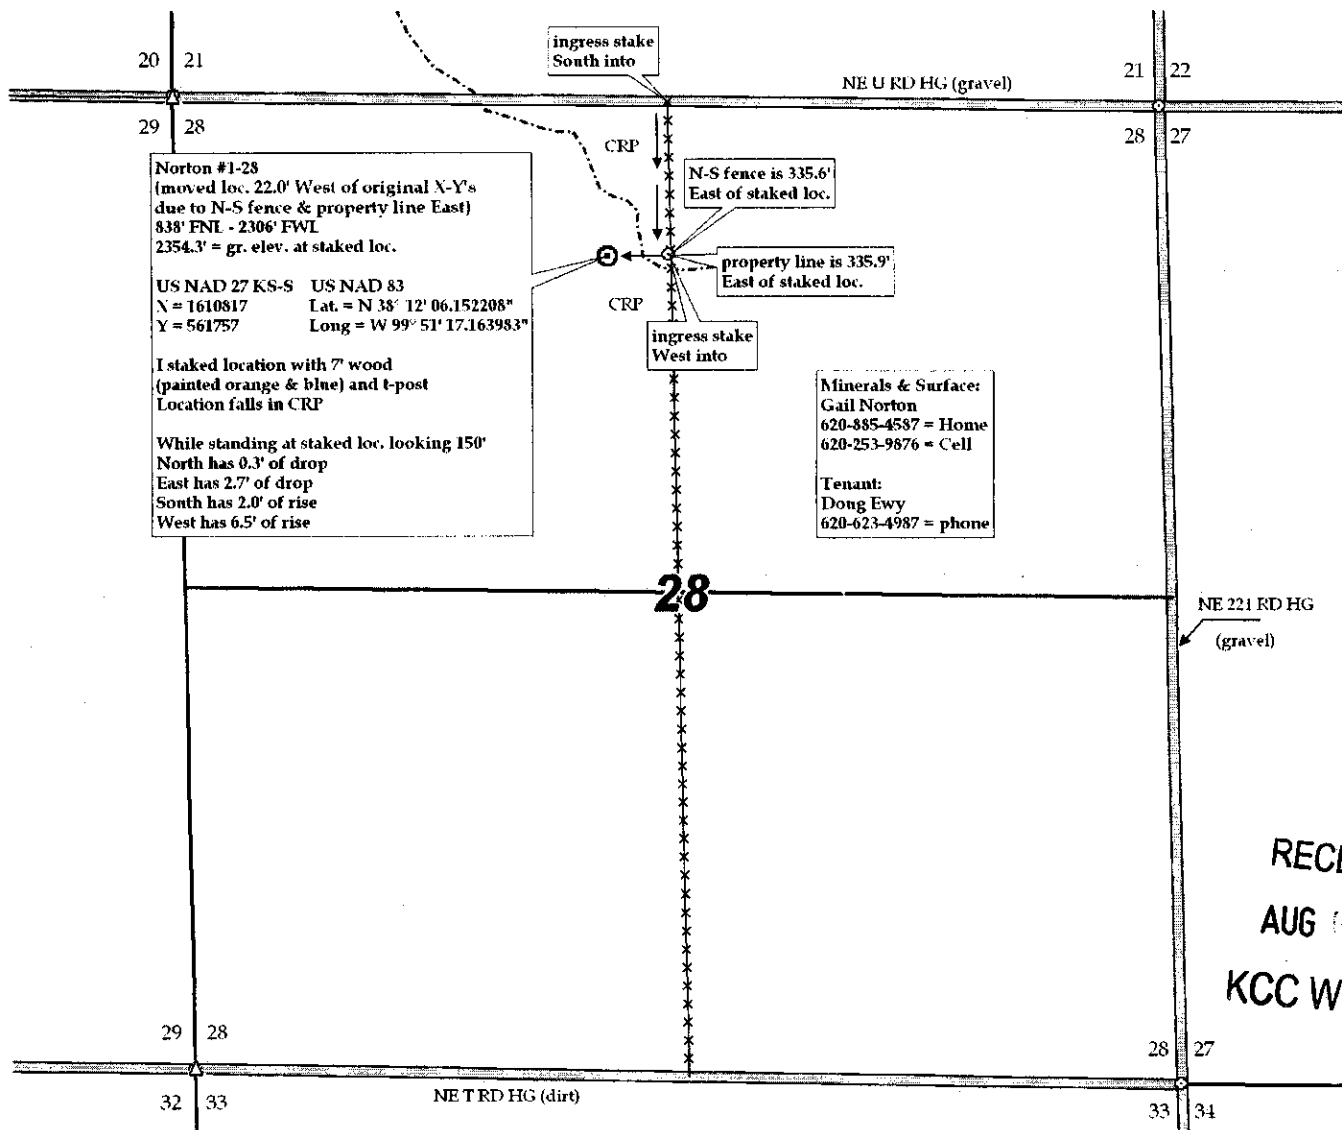 ingress stake
South into
20 21
NE U RD HG (gravel)
21 22
29 28
CRP
28 27
Norton #1-28
(moved loc. 22.0' West of original X-Y's
due to N-S fence & property line East)
838' FNL - 2306' FWL
2354.3' = gr. elev. at staked loc.
US NAD 27 KS-S US NAD 83
X = 1610817 Lat. = N 38° 12' 06.152208"
Y = 561757 Long = W 99° 51' 17.163983"
I staked location with 7' wood
(painted orange & blue) and t-post
Location falls in CRP
While standing at staked loc. looking 150'
North has 0.3' of drop
East has 2.7' of drop
South has 2.0' of rise
West has 6.5' of rise
N-S fence is 335.6'
East of staked loc.
property line is 335.9'
East of staked loc.
CRP
ingress stake
West into
Minerals & Surface:
Gail Norton
620-885-4587 = Home
620-253-9876 = Cell
Tenant:
Doug Ewy
620-623-4987 = phone
28
NE 221 RD HG
(gravel)
AUG
KCC W
29 28
28 27
32 33
NE T RD HG (dirt)
33 34